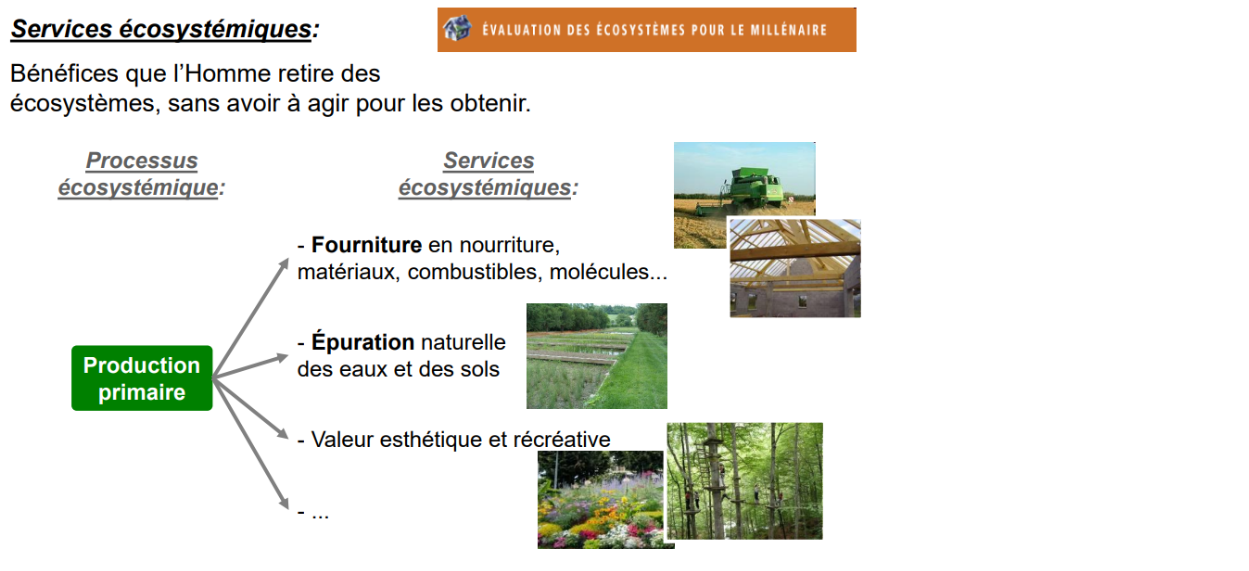 Services écosystémiques:
ÉVALUATION DES ÉCOSYSTÈMES POUR LE MILLÉNAIRE
Bénéfices que l'Homme retire des
écosystèmes, sans avoir à agir pour les obtenir.
Processus
écosystémique:
Services
écosystémiques:
- Fourniture en nourriture,
matériaux, combustibles, molécules...
- Épuration naturelle
des eaux et des sols
Production
primaire
- Valeur esthétique et récréative
- ...